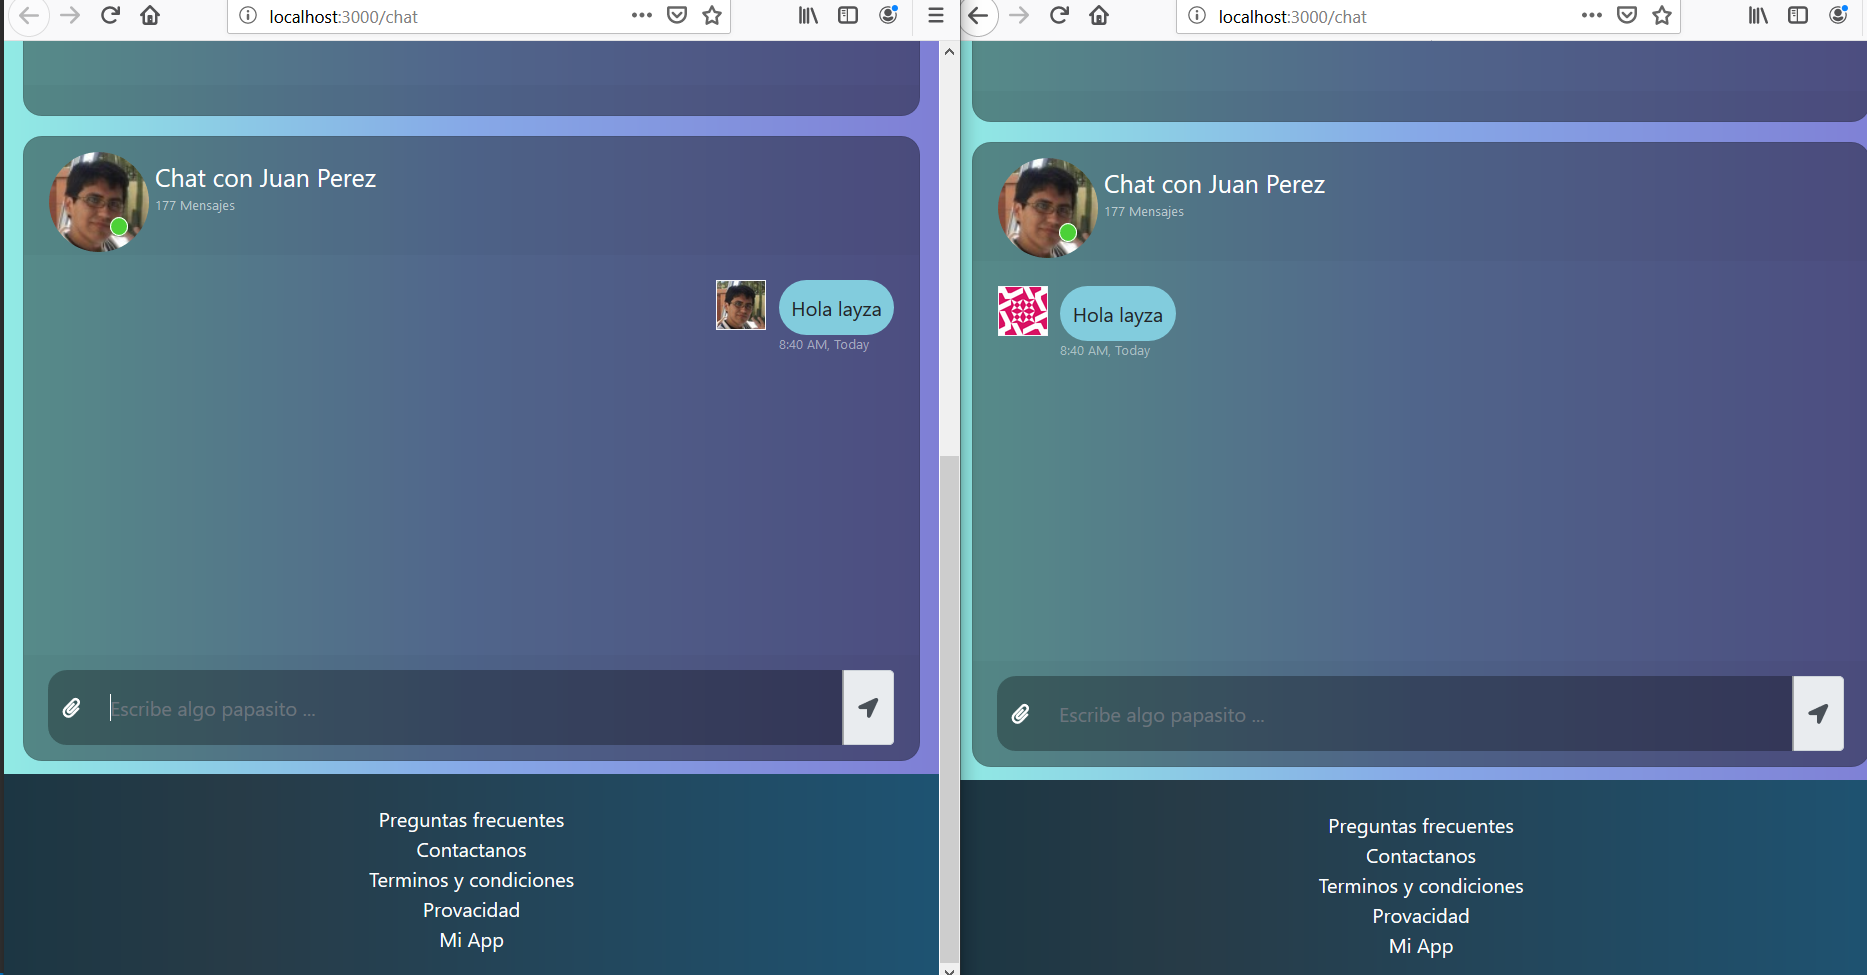 localhost:3000/chat
Chat con Juan Perez
177 Mensajes
Hola layza
8:40 AM, Today
Escribe algo papasito ...
Preguntas frecuentes
Contactanos
Terminos y condiciones
Provacidad
Mi App
localhost:3000/chat
Chat con Juan Perez
177 Mensajes
Hola layza
8:40 AM, Today
Escribe algo papasito ...
Preguntas frecuentes
Contactanos
Terminos y condiciones
Provacidad
Mi App